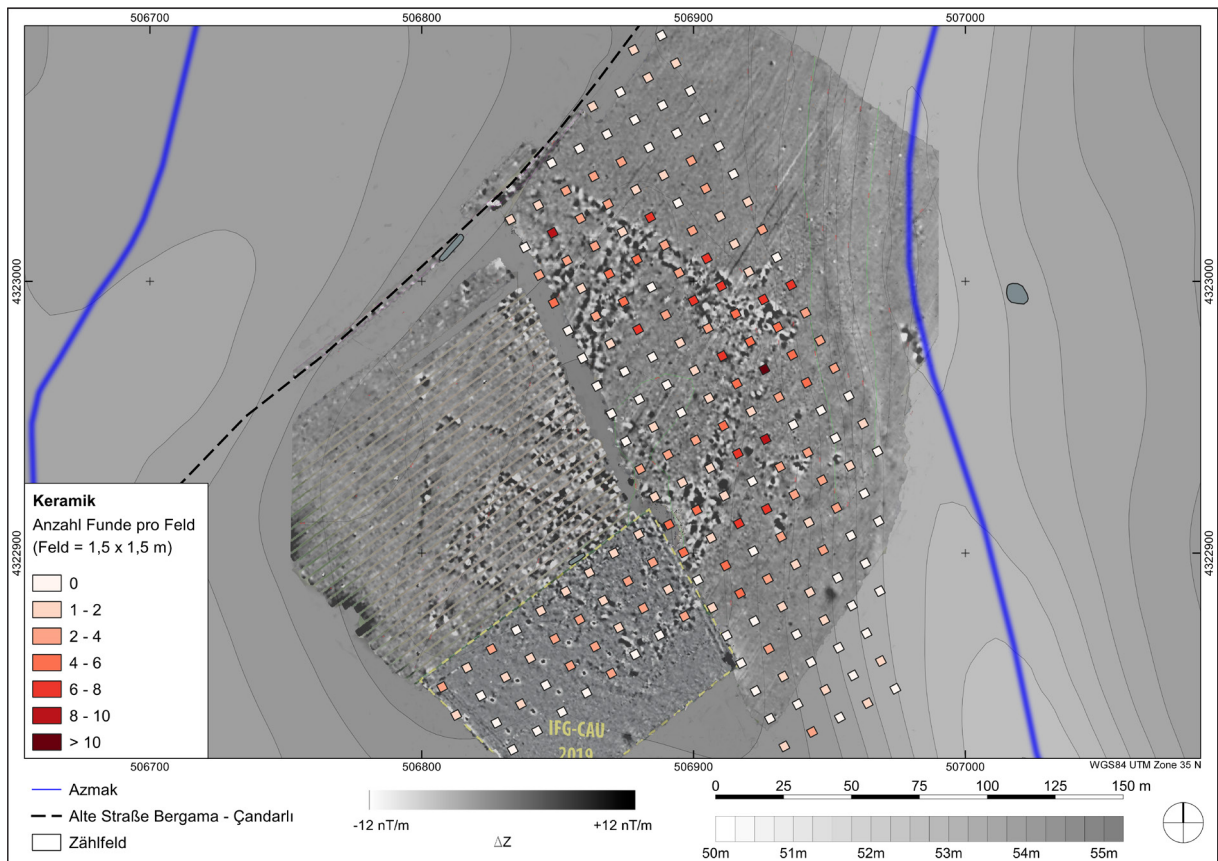 506700 506800 506900 507000
4323000 4323000
4322900 4322900
IFG-CAU
2019
Keramik
Anzahl Funde pro Feld
(Feld = 1,5 x 1,5 m)
0
1 - 2
2 - 4
4 - 6
6 - 8
8 - 10
> 10
506700 506800 506900 507000
WGS84 UTM Zone 35 N
Azmak
Alte Straße Bergama - Çandarlı
Zählfeld
-12 nT/m +12 nT/m
ΔZ
0 25 50 75 100 125 150 m
50m 51m 52m 53m 54m 55m